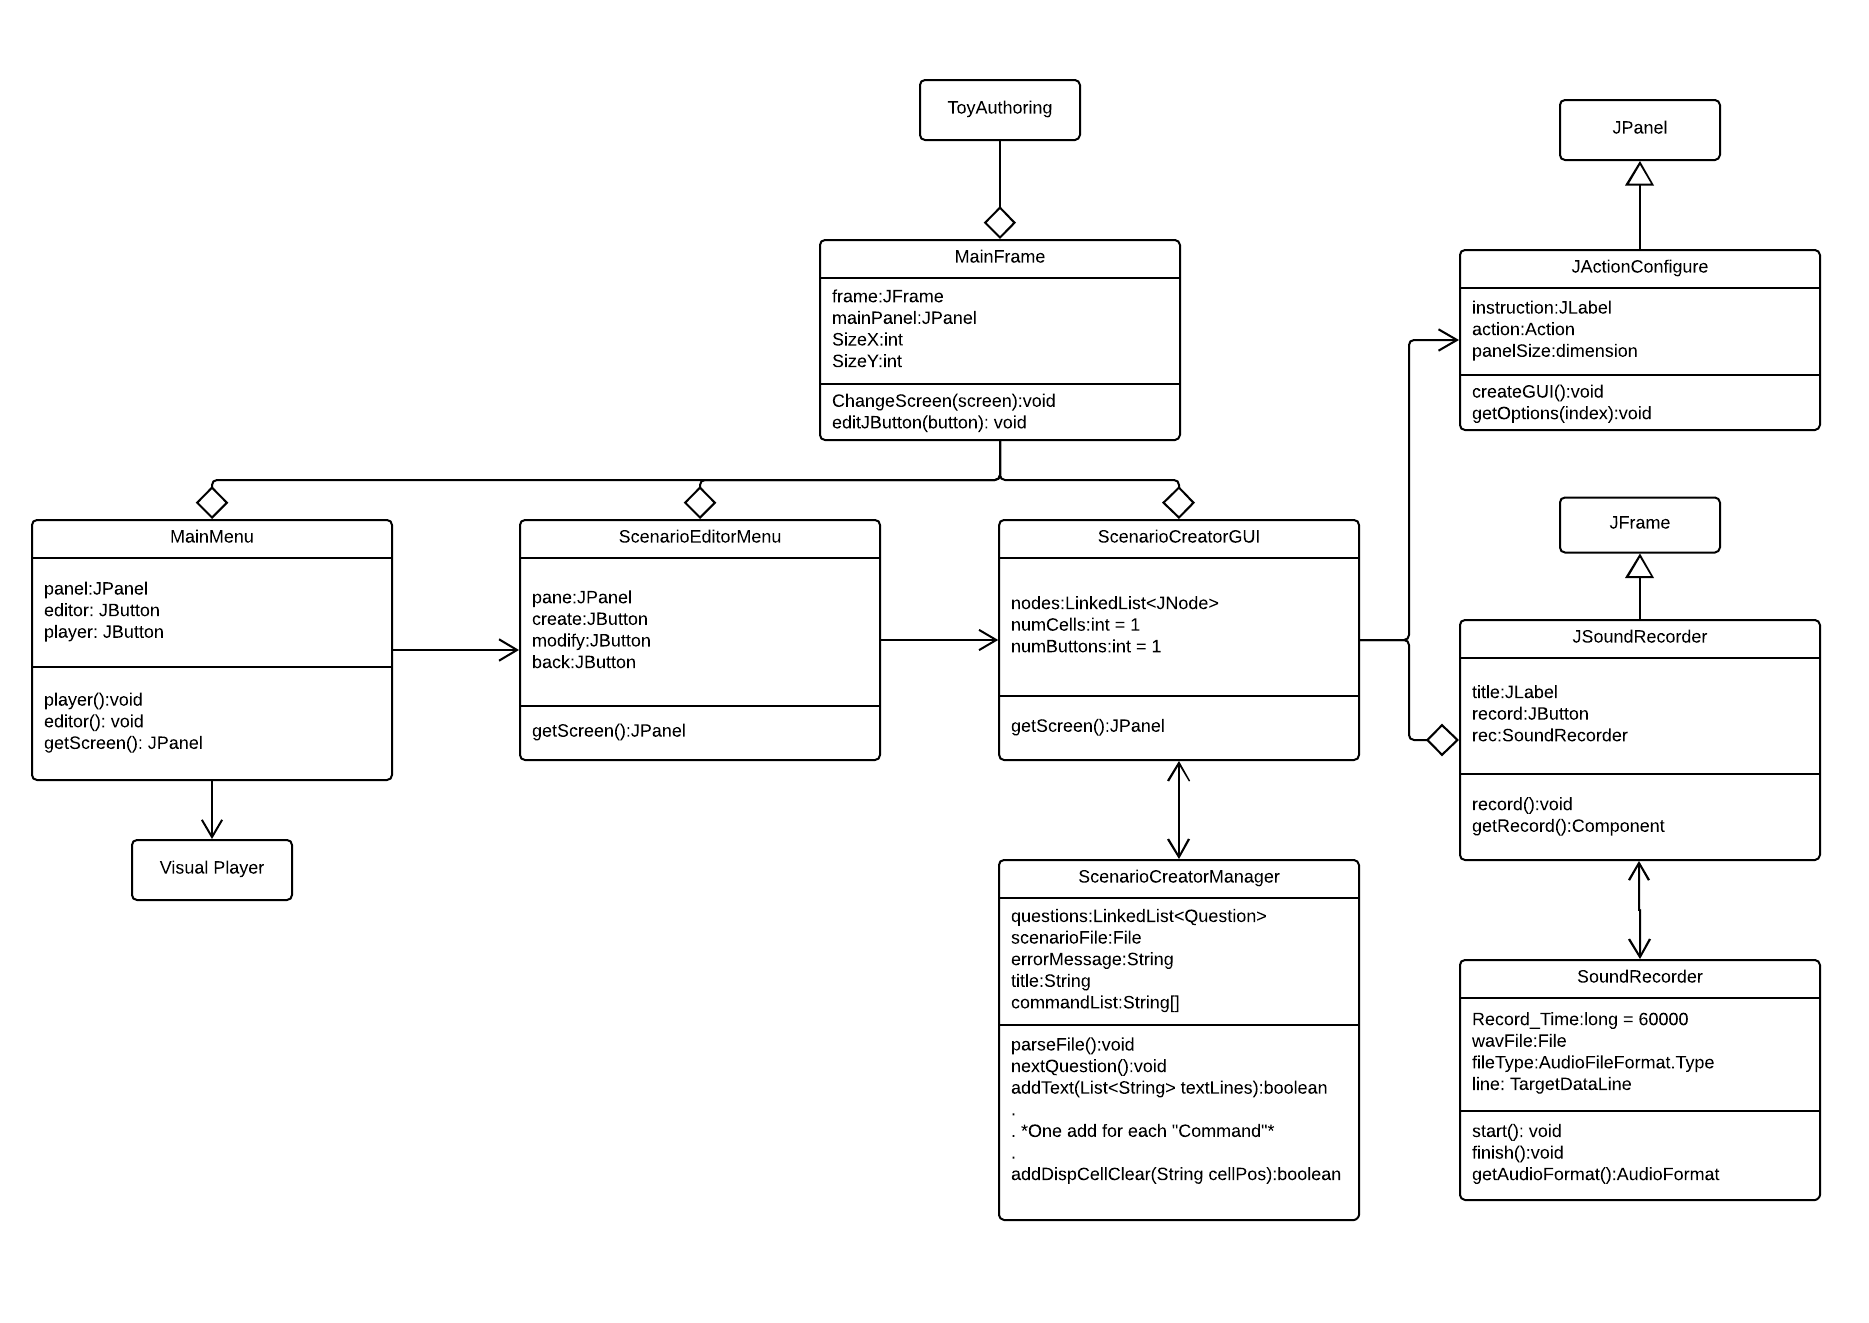 ToyAuthoring
JPanel
MainFrame
frame:JFrame
mainPanel:JPanel
SizeX:int
SizeY:int
ChangeScreen(screen):void
editJButton(button): void
JActionConfigure
instruction:JLabel
action:Action
panelSize:dimension
createGUI():void
getOptions(index):void
MainMenu
panel:JPanel
editor: JButton
player: JButton
player():void
editor(): void
getScreen(): JPanel
ScenarioEditorMenu
pane:JPanel
create:JButton
modify:JButton
back:JButton
getScreen():JPanel
ScenarioCreatorGUI
nodes:LinkedList<JNode>
numCells:int = 1
numButtons:int = 1
getScreen():JPanel
JFrame
JSoundRecorder
title:JLabel
record:JButton
rec:SoundRecorder
record():void
getRecord():Component
Visual Player
ScenarioCreatorManager
questions:LinkedList<Question>
scenarioFile:File
errorMessage:String
title:String
commandList:String[]
parseFile():void
nextQuestion():void
addText(List<String> textLines):boolean
.
. *One add for each "Command"*
.
addDispCellClear(String cellPos):boolean
SoundRecorder
Record_Time:long = 60000
wavFile:File
fileType:AudioFileFormat.Type
line: TargetDataLine
start(): void
finish():void
getAudioFormat():AudioFormat